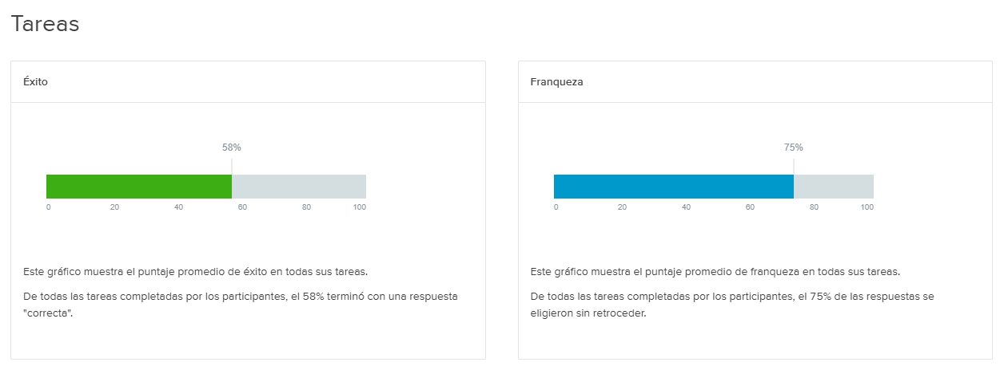 Tareas
Éxito
58%
0 20 40 60 80 100
Este gráfico muestra el puntaje promedio de éxito en todas sus tareas.
De todas las tareas completadas por los participantes, el 58% terminó con una respuesta
"correcta".
Franqueza
75%
0 20 40 60 80 100
Este gráfico muestra el puntaje promedio de franqueza en todas sus tareas.
De todas las tareas completadas por los participantes, el 75% de las respuestas se
eligieron sin retroceder.